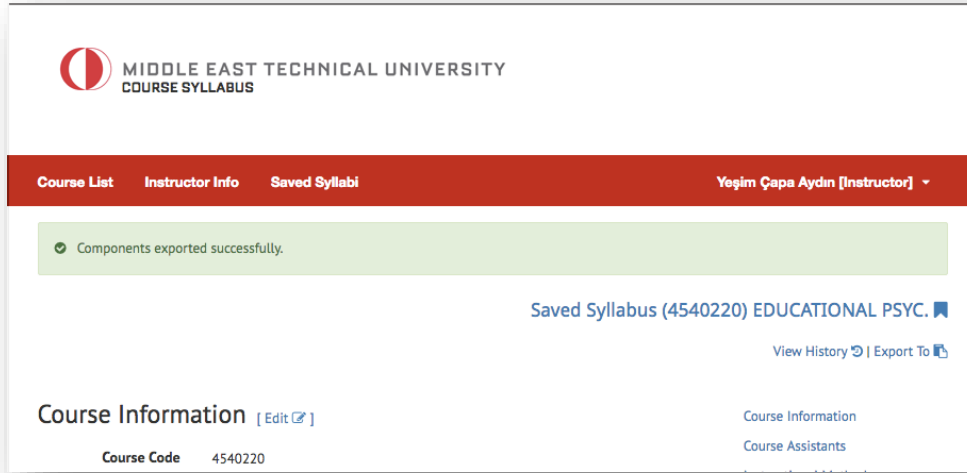 MIDDLE EAST TECHNICAL UNIVERSITY
COURSE SYLLABUS
Course List Instructor Info Saved Syllabi Yeşim Çapa Aydın [Instructor]
Components exported successfully.
Saved Syllabus (4540220) EDUCATIONAL PSYC.
View History | Export To
Course Information [ Edit ]
Course Information
Course Code 4540220
Course Assistants